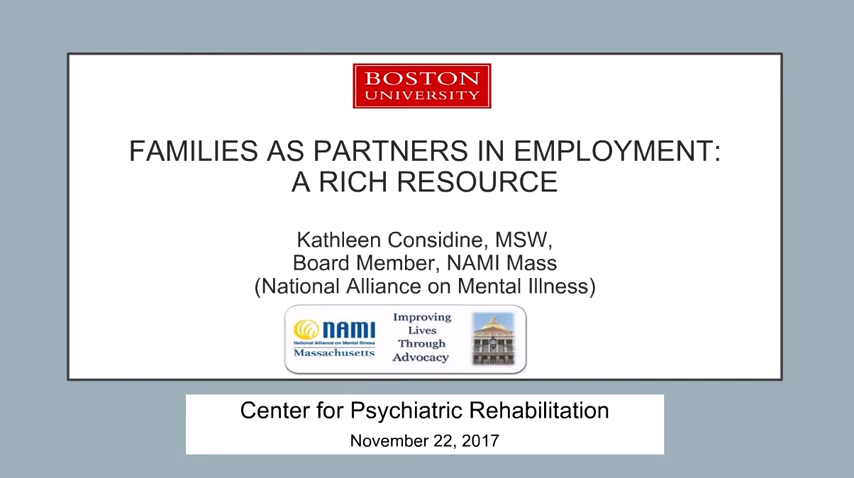 BOSTON
UNIVERSITY
FAMILIES AS PARTNERS IN EMPLOYMENT:
A RICH RESOURCE
Kathleen Considine, MSW,
Board Member, NAMI Mass
(National Alliance on Mental Illness)
NAMI
National Alliance on Mental Illness
Massachusetts
Improving
Lives
Through
Advocacy
Center for Psychiatric Rehabilitation
November 22, 2017